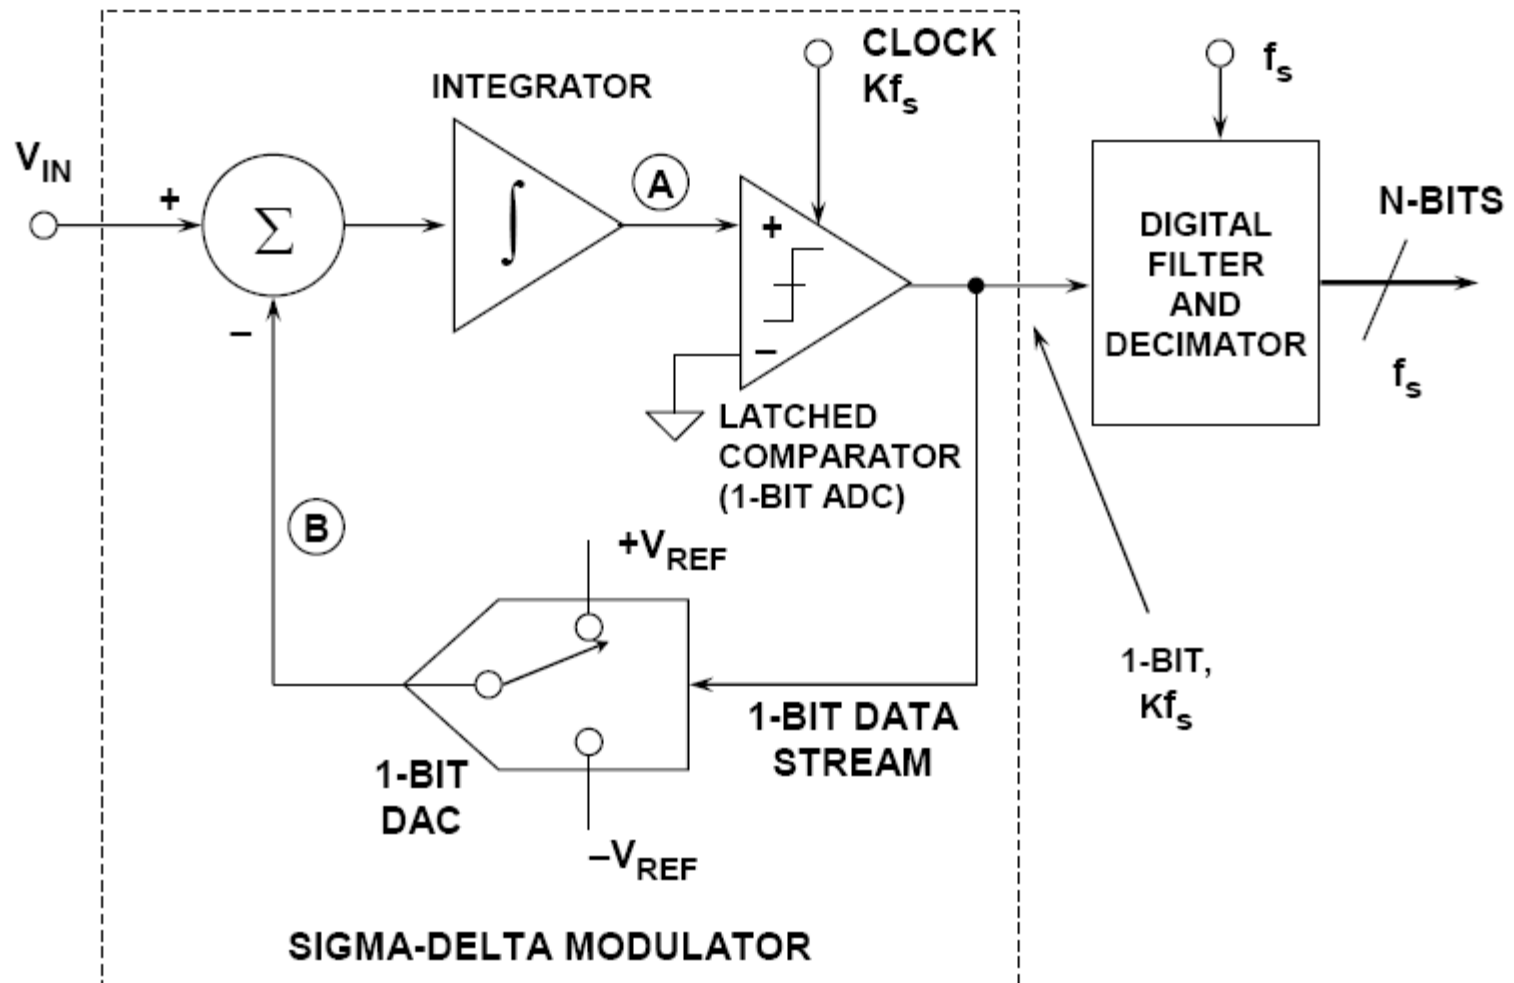 CLOCK
Kfs
fs
INTEGRATOR
VIN
+
Σ
–
∫
A
+
–
DIGITAL
FILTER
AND
DECIMATOR
N-BITS
fs
LATCHED
COMPARATOR
(1-BIT ADC)
B
+VREF
1-BIT,
Kfs
1-BIT DATA
STREAM
1-BIT
DAC
–VREF
SIGMA-DELTA MODULATOR